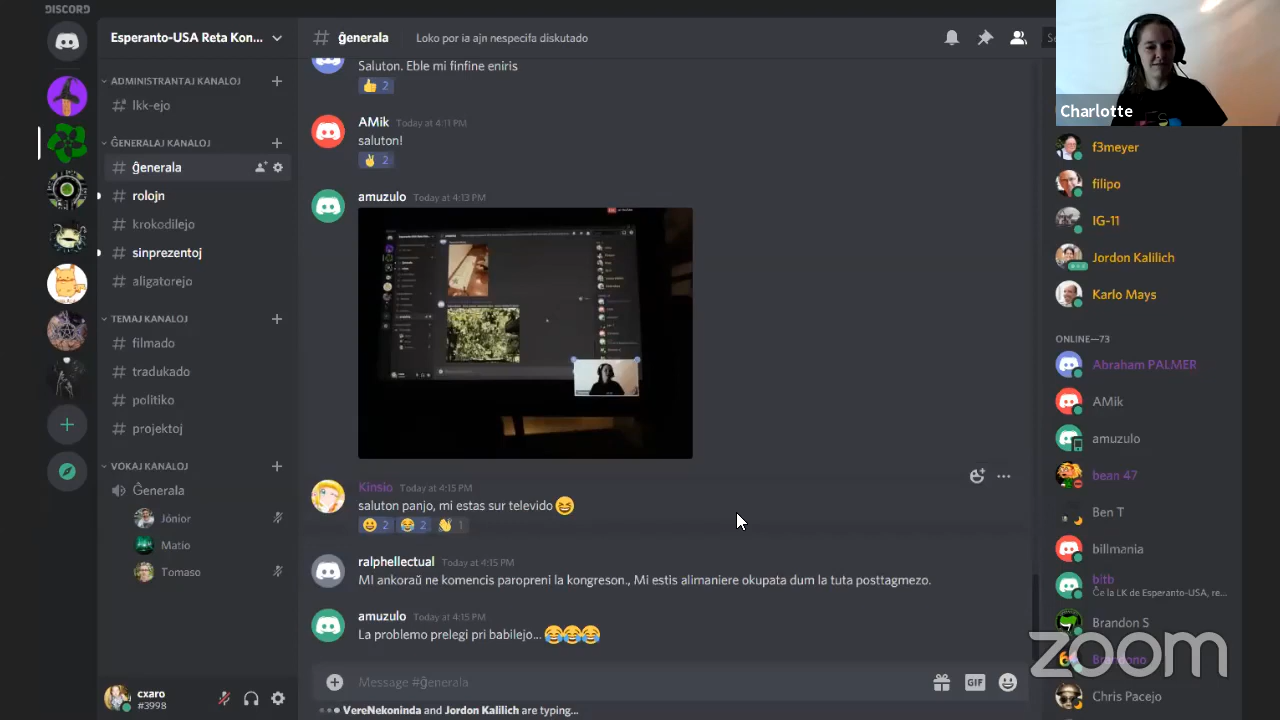 DISCORD
Esperanto-USA Reta Kon...
ADMINISTRANTAJ KANALOJ
lkk-ejo
ĜENERALAJ KANALOJ
ĝenerala
rolojn
krokodilejo
sinprezentoj
aligatorejo
TEMAJ KANALOJ
filmado
tradukado
politiko
projektoj
VOKAJ KANALOJ
Ĝenerala
Júnior
Matio
Tomaso
cxaro
#3998
# ĝenerala Loko por ia ajn nespecifa diskutado
Saluton. Eble mi finfine eniris
2
AMik Today at 4:11 PM
saluton!
2
amuzulo Today at 4:13 PM
Kinsio Today at 4:15 PM
saluton panjo, mi estas sur televido 😆
2 2 1
ralphellectual Today at 4:15 PM
MI ankoraŭ ne komencis paropreni la kongreson., Mi estis alimaniere okupata dum la tuta posttagmezo.
amuzulo Today at 4:15 PM
La problemo prelegi pri babilejo... 😂😂😂
Message #ĝenerala
GIF
VereNekoninda and Jordon Kalilich are typing...
Se
Charlotte
f3meyer
filipo
IG-11
Jordon Kalilich
Karlo Mays
ONLINE—73
Abraham PALMER
AMik
amuzulo
bean 47
Ben T
billmania
bitb
Ĉe la LK de Esperanto-USA, re...
Brandon S
Brandono
Chris Pacejo
zoom